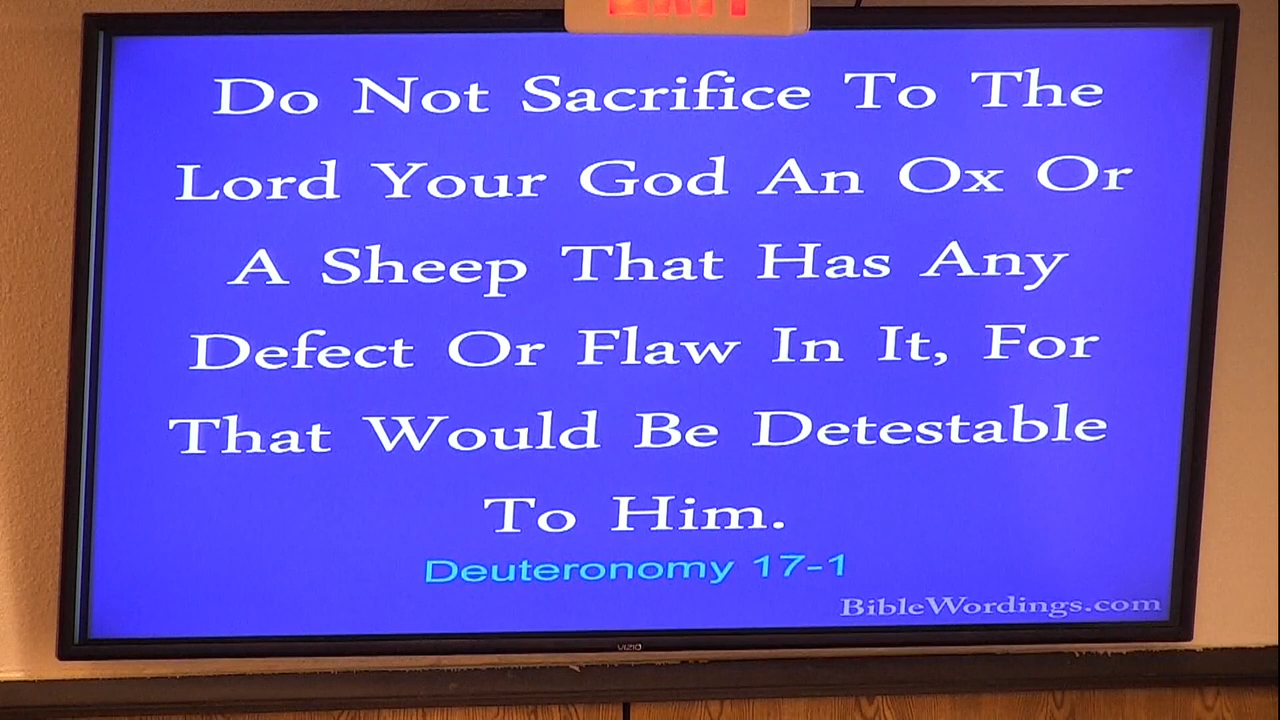 EXIT
Do Not Sacrifice To The
Lord Your God An Ox Or
A Sheep That Has Any
Defect Or Flaw In It, For
That Would Be Detestable
To Him.
Deuteronomy 17-1
BibleWordings.com
VIZIO